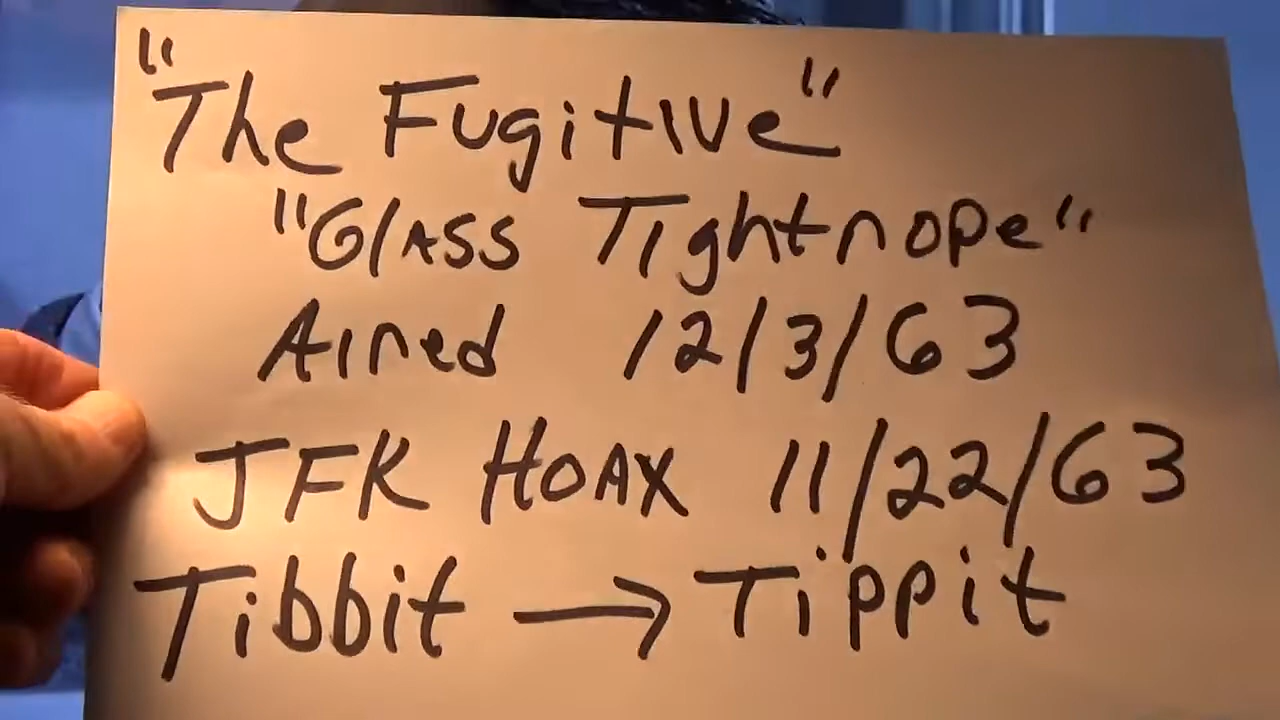 "The Fugitive"
"Glass Tightrope"
Aired 12/3/63
JFK HOAX 11/22/63
Tibbit → Tippit